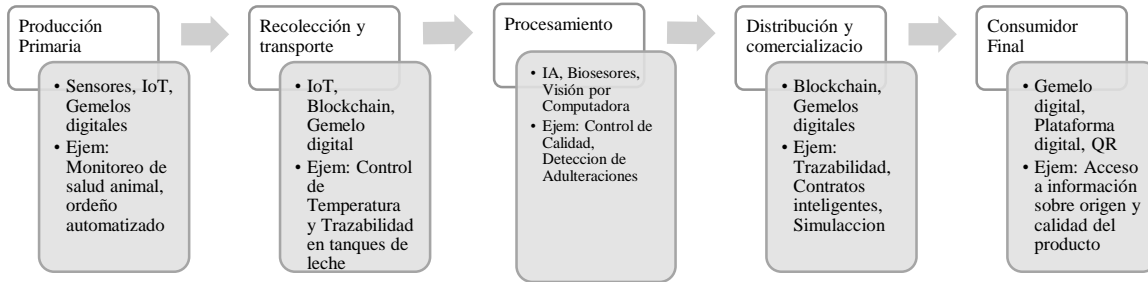 Producción
Primaria
• Sensores, IoT,
Gemelos
digitales
• Ejem:
Monitoreo de
salud animal,
ordeño
automatizado
Recolección y
transporte
• IoT,
Blockchain,
Gemelo
digital
• Ejem: Control
de
Temperatura
y Trazabilidad
en tanques de
leche
Procesamiento
• IA, Biosesores,
Visión por
Computadora
• Ejem: Control de
Calidad,
Deteccion de
Adulteraciones
Distribución y
comercializacio
• Blockchain,
Gemelos
digitales
• Ejem:
Trazabilidad,
Contratos
inteligentes,
Simulaccion
Consumidor
Final
• Gemelo
digital,
Plataforma
digital, QR
• Ejem: Acceso
a información
sobre origen y
calidad del
producto